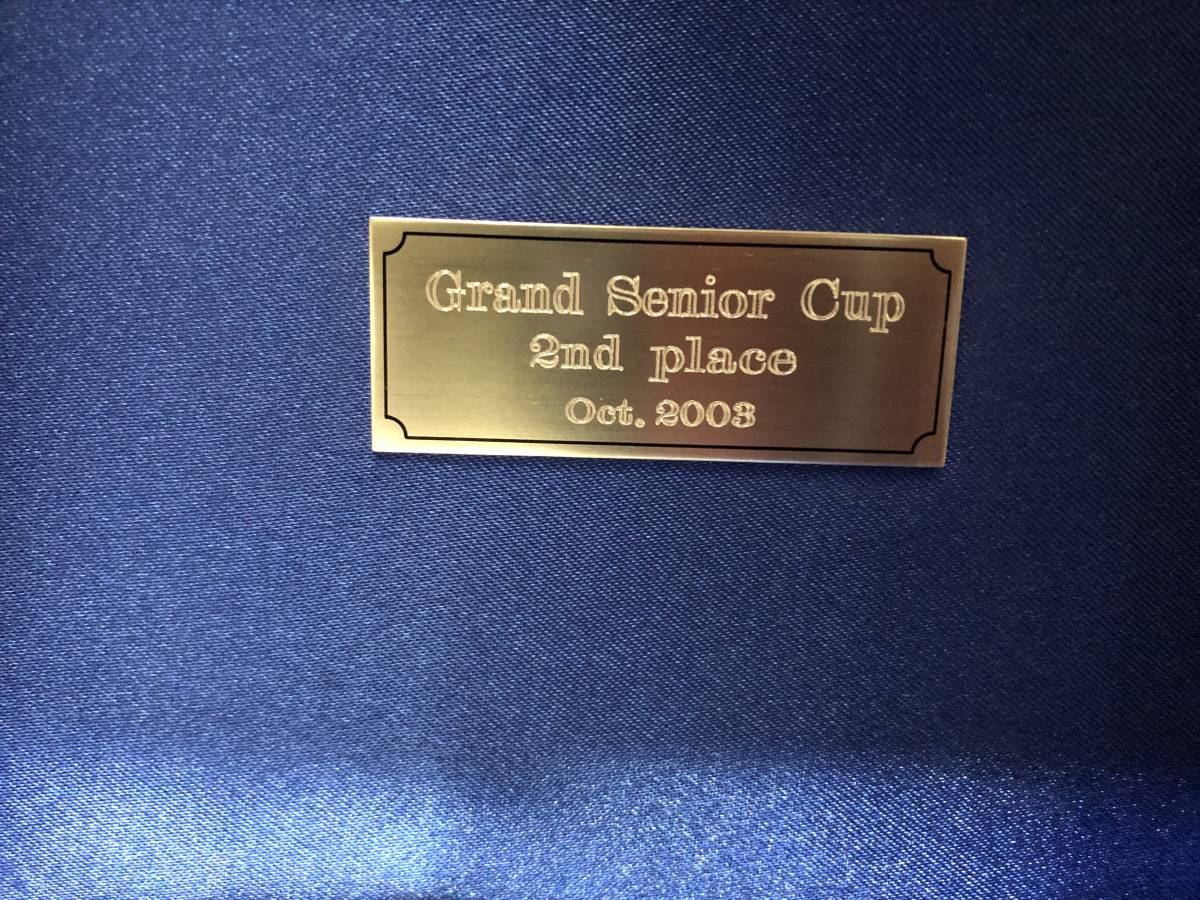 Grand Senior Cup
2nd place
Oct. 2003